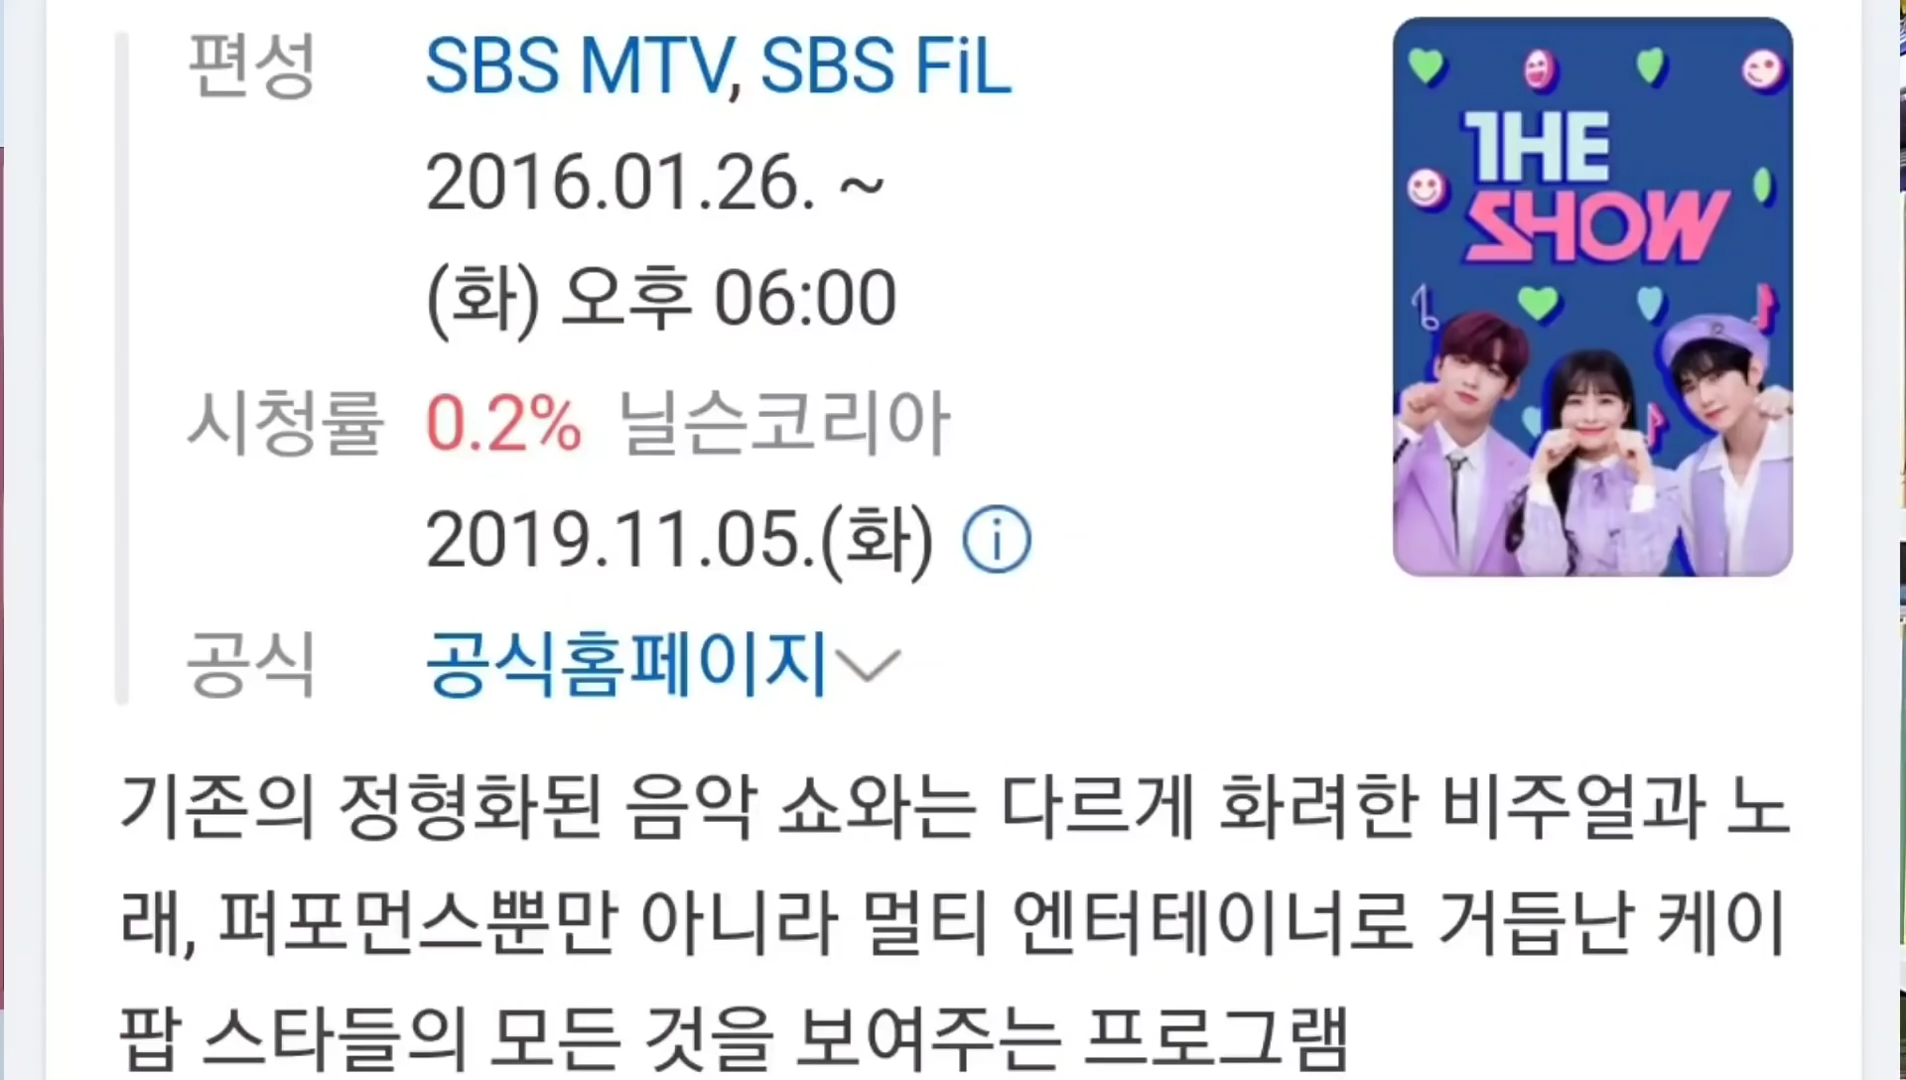 편성 SBS MTV, SBS FiL
2016.01.26. ~
(화) 오후 06:00
시청률 0.2% 닐슨코리아
2019.11.05.(화)
공식 공식홈페이지
THE
SHOW
기존의 정형화된 음악 쇼와는 다르게 화려한 비주얼과 노
래, 퍼포먼스뿐만 아니라 멀티 엔터테이너로 거듭난 케이
팝 스타들의 모든 것을 보여주는 프로그램